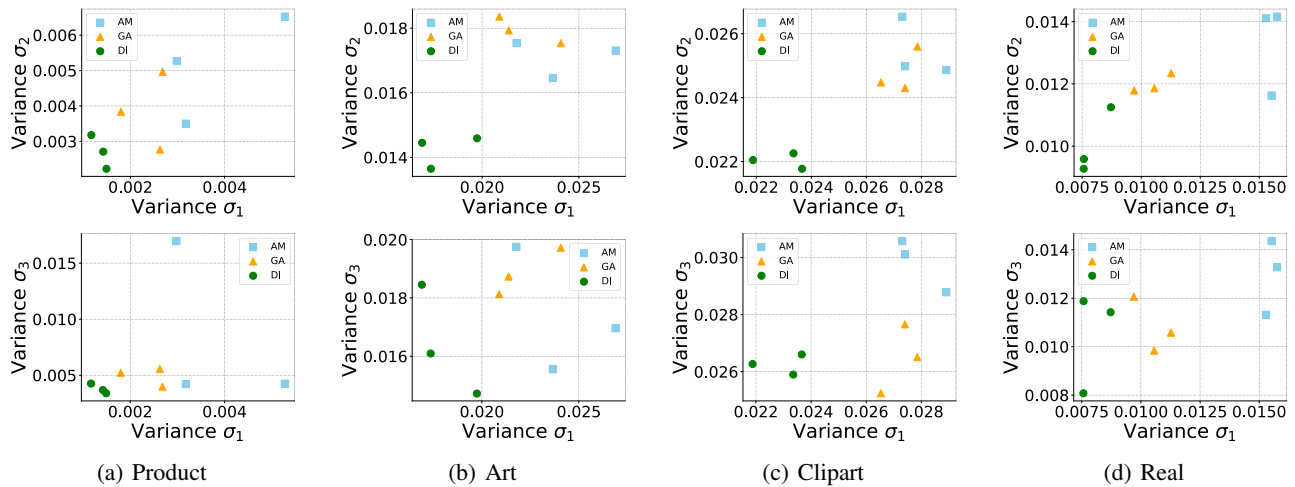 0.006
0.005
0.004
0.003
Variance σ₂
AM
GA
DI
0.002
0.004
Variance σ₁
0.018
0.016
0.014
Variance σ₂
AM
GA
DI
0.020
0.025
Variance σ₁
0.026
0.024
0.022
Variance σ₂
AM
GA
DI
0.022
0.024
0.026
0.028
Variance σ₁
0.014
0.012
0.010
Variance σ₂
AM
GA
DI
0.0075
0.0100
0.0125
0.0150
Variance σ₁
0.015
0.010
0.005
Variance σ₃
AM
GA
DI
0.002
0.004
Variance σ₁
0.020
0.018
0.016
Variance σ₃
AM
GA
DI
0.020
0.025
Variance σ₁
0.030
0.028
0.026
Variance σ₃
AM
GA
DI
0.022
0.024
0.026
0.028
Variance σ₁
0.014
0.012
0.010
0.008
Variance σ₃
AM
GA
DI
0.0075
0.0100
0.0125
0.0150
Variance σ₁
(a) Product
(b) Art
(c) Clipart
(d) Real